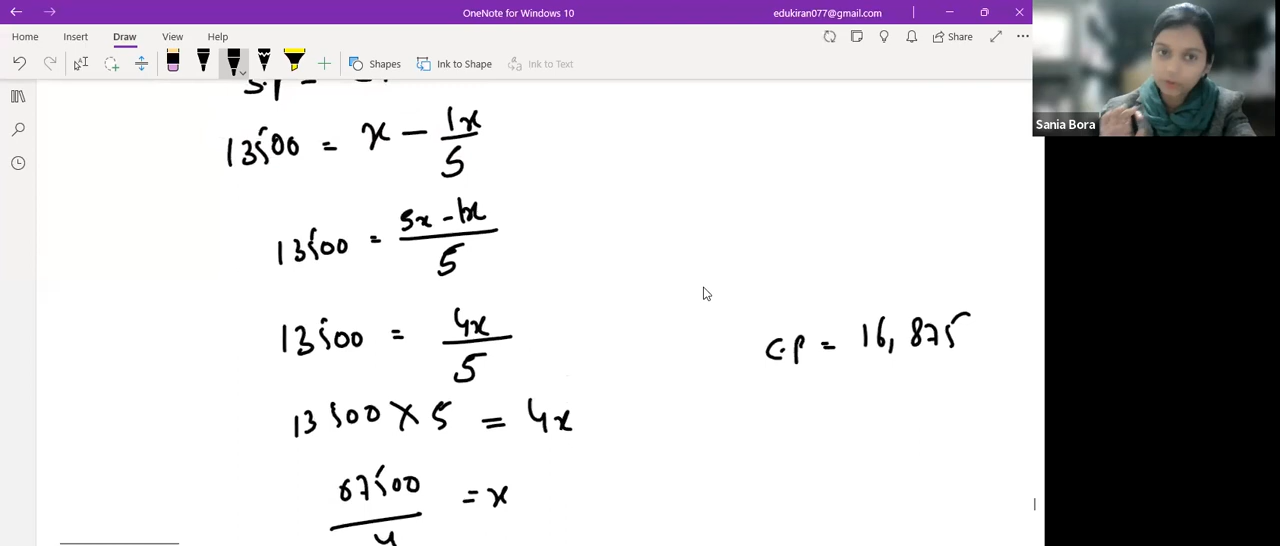 OneNote for Windows 10
edukiran077@gmail.com
Home Insert Draw View Help
Share
Shapes
Ink to Shape
Ink to Text
Sania Bora
13500 = x - 1x/5
13500 = 5x - 1x/5
13500 = 4x/5
C.P = 16,875
13500 × 5 = 4x
67500/4 = x